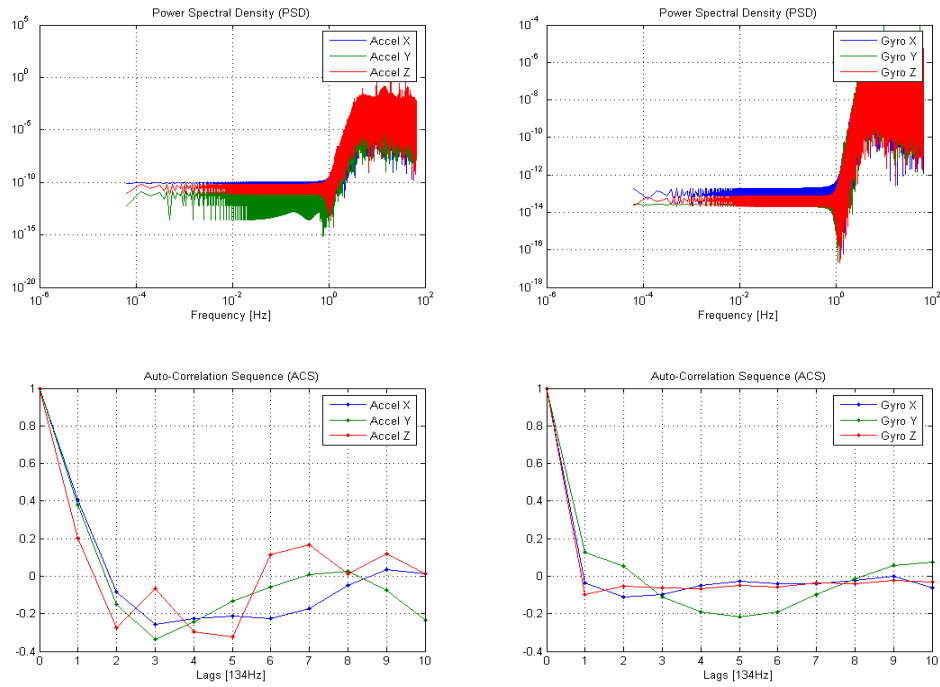 Power Spectral Density (PSD)
10^5
10^0
10^-5
10^-10
10^-15
10^-20
Accel X
Accel Y
Accel Z
10^-6
10^-4
10^-2
10^0
10^2
Frequency [Hz]
Power Spectral Density (PSD)
10^-4
10^-6
10^-8
10^-10
10^-12
10^-14
10^-16
10^-18
Gyro X
Gyro Y
Gyro Z
10^-6
10^-4
10^-2
10^0
10^2
Frequency [Hz]
Auto-Correlation Sequence (ACS)
1
0.8
0.6
0.4
0.2
0
-0.2
-0.4
Accel X
Accel Y
Accel Z
0 1 2 3 4 5 6 7 8 9 10
Lags [134Hz]
Auto-Correlation Sequence (ACS)
1
0.8
0.6
0.4
0.2
0
-0.2
-0.4
Gyro X
Gyro Y
Gyro Z
0 1 2 3 4 5 6 7 8 9 10
Lags [134Hz]